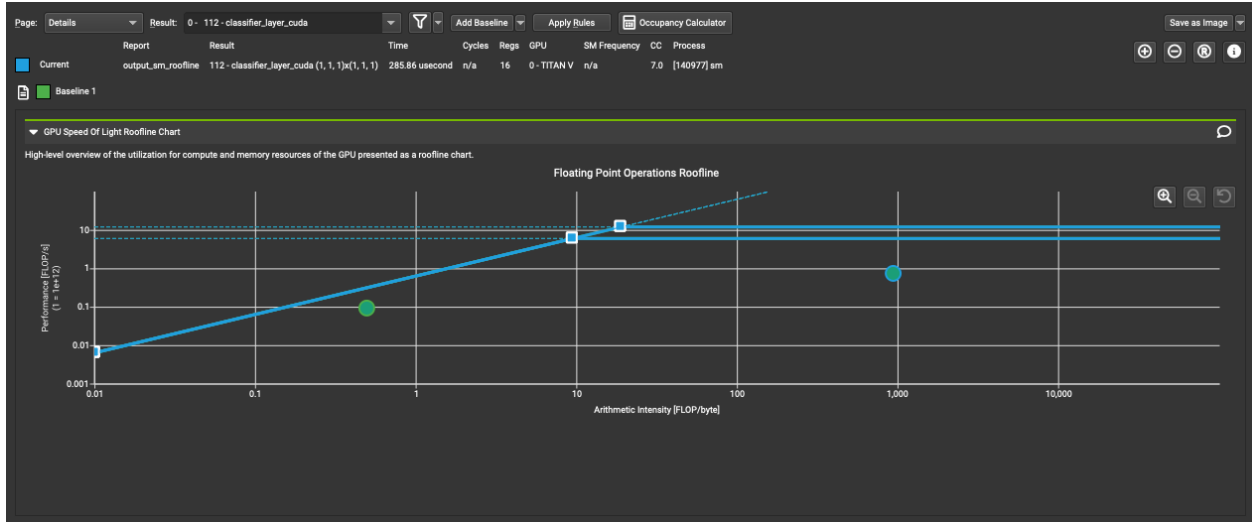 Page: Details Result: 0 - 112 - classifier_layer_cuda Add Baseline Apply Rules Occupancy Calculator Save as Image
Report Result Time Cycles Regs GPU SM Frequency CC Process
Current output_sm_roofline 112 - classifier_layer_cuda (1, 1, 1)x(1, 1, 1) 285.86 usecond n/a 16 0 - TITAN V n/a 7.0 [140977] sm
Baseline 1
GPU Speed Of Light Roofline Chart
High-level overview of the utilization for compute and memory resources of the GPU presented as a roofline chart.
Floating Point Operations Roofline
Performance [FLOP/s]
(1 = 1e+12)
10
1
0.1
0.01
0.001
0.01 0.1 1 10 100 1,000 10,000
Arithmetic Intensity [FLOP/byte]